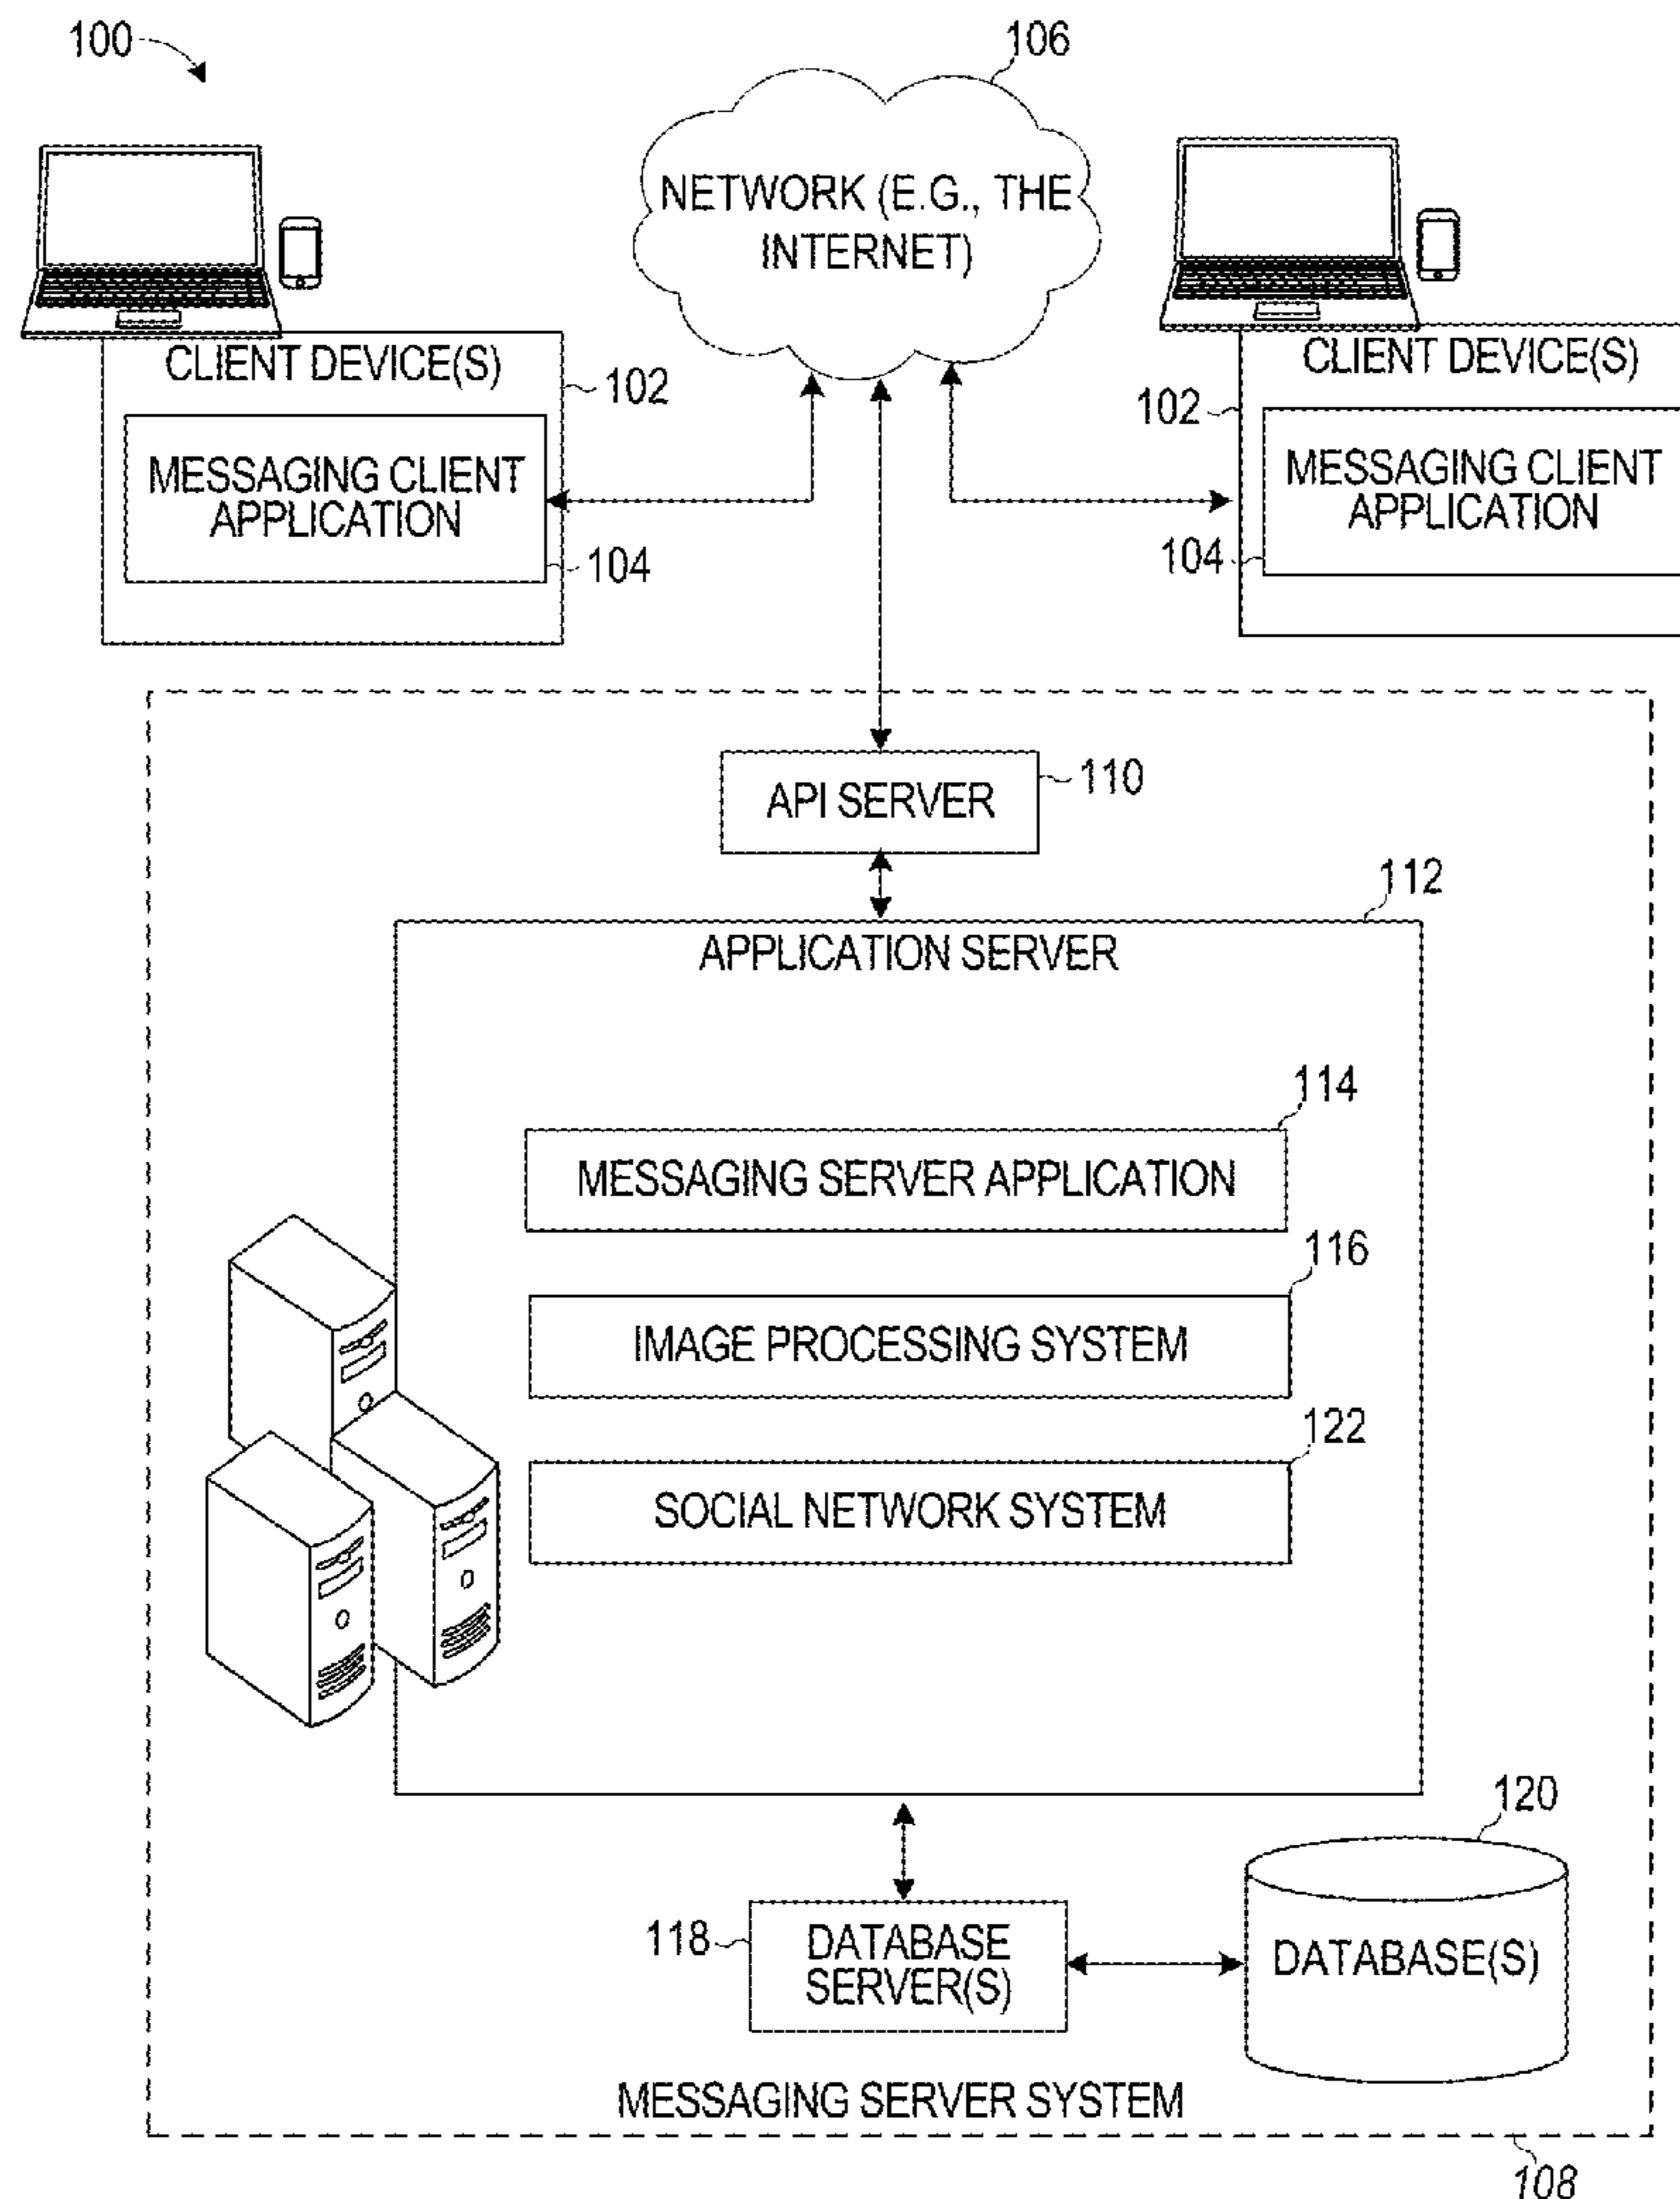 100
106
NETWORK (E.G., THE
INTERNET)
CLIENT DEVICE(S)
102
MESSAGING CLIENT
APPLICATION
104
CLIENT DEVICE(S)
102
MESSAGING CLIENT
APPLICATION
104
API SERVER
110
112
APPLICATION SERVER
114
MESSAGING SERVER APPLICATION
116
IMAGE PROCESSING SYSTEM
122
SOCIAL NETWORK SYSTEM
120
118
DATABASE
SERVER(S)
DATABASE(S)
MESSAGING SERVER SYSTEM
108